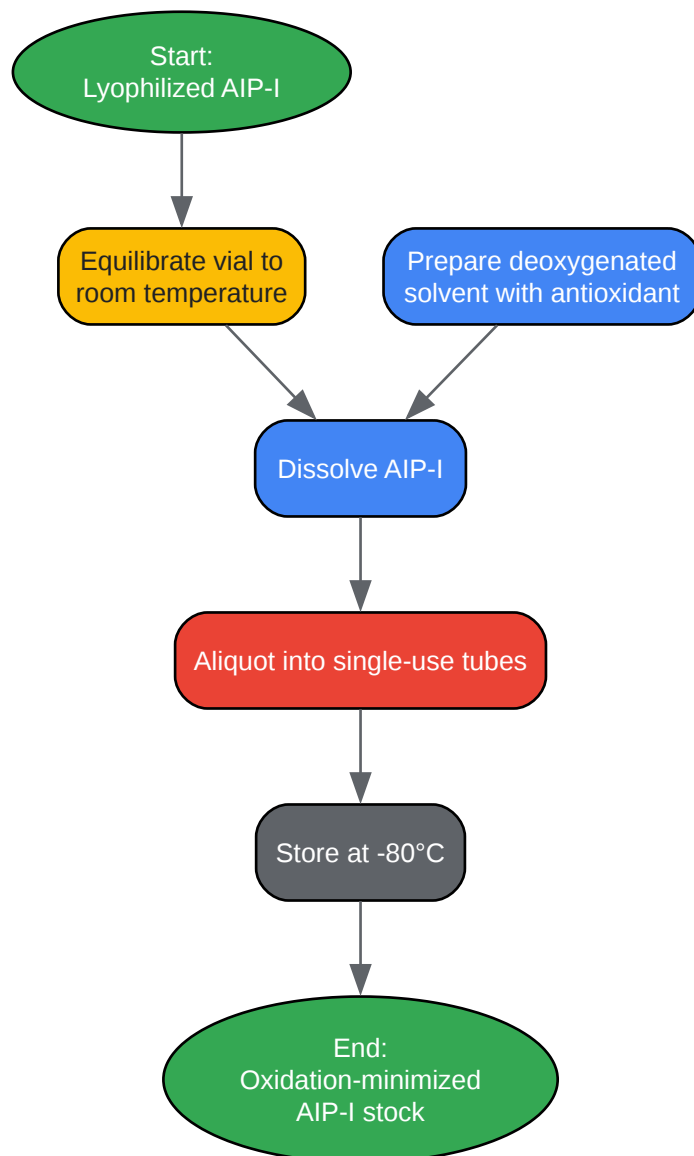 Start:
Lyophilized AIP-I
Equilibrate vial to
room temperature
Prepare deoxygenated
solvent with antioxidant
Dissolve AIP-I
Aliquot into single-use tubes
Store at -80°C
End:
Oxidation-minimized
AIP-I stock